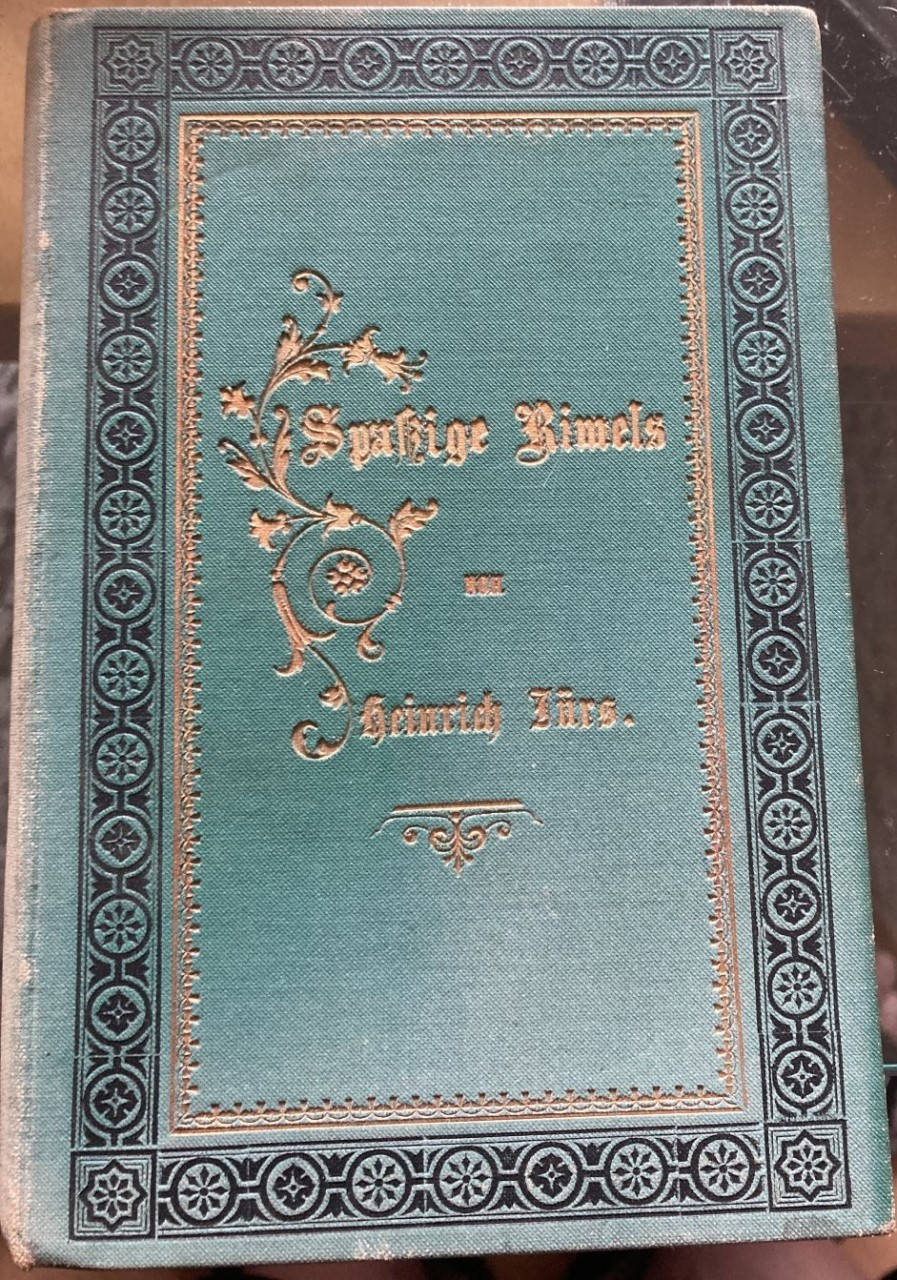 Spaßige Rimels
von
Heinrich Jürs.